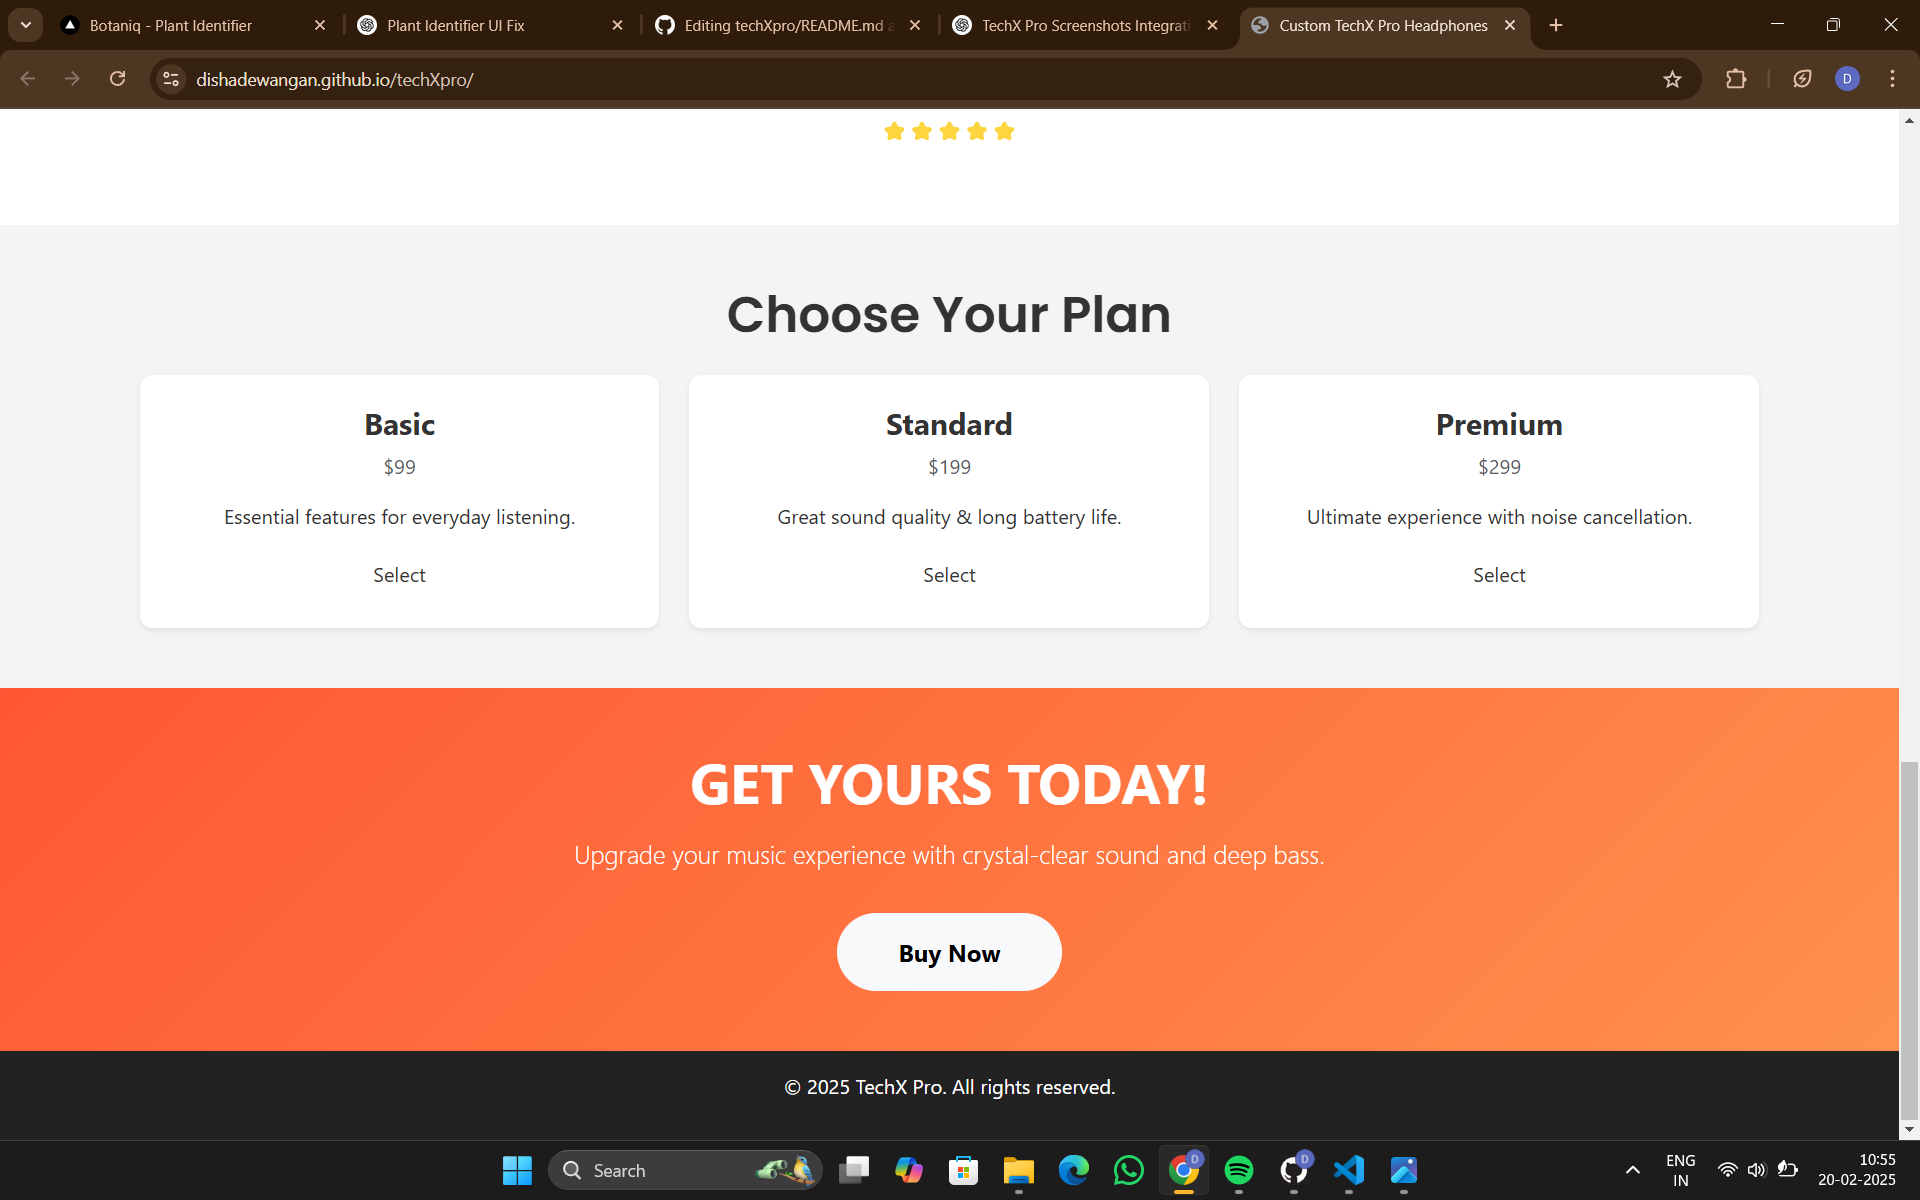 Botaniq - Plant Identifier
Plant Identifier UI Fix
Editing techXpro/README.md a
TechX Pro Screenshots Integrati
Custom TechX Pro Headphones
dishadewangan.github.io/techXpro/
D
Choose Your Plan
Basic
$99
Essential features for everyday listening.
Select
Standard
$199
Great sound quality & long battery life.
Select
Premium
$299
Ultimate experience with noise cancellation.
Select
GET YOURS TODAY!
Upgrade your music experience with crystal-clear sound and deep bass.
Buy Now
© 2025 TechX Pro. All rights reserved.
Search
D
D
ENG
IN
10:55
20-02-2025